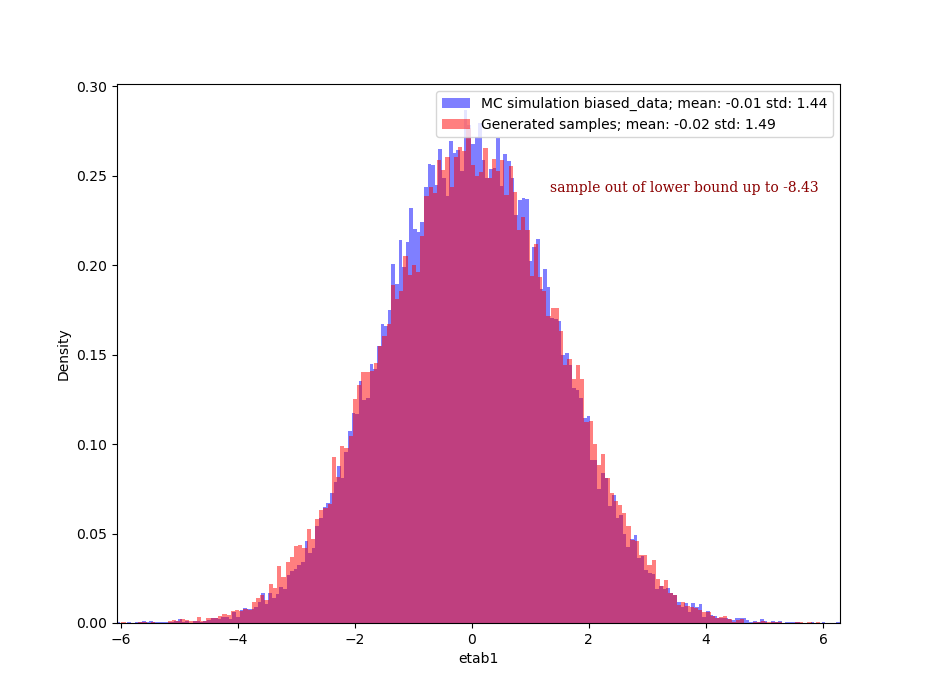 MC simulation biased_data; mean: -0.01 std: 1.44
Generated samples; mean: -0.02 std: 1.49
sample out of lower bound up to -8.43
0.30
0.25
0.20
0.15
0.10
0.05
0.00
Density
−6
−4
−2
0
2
4
6
etab1